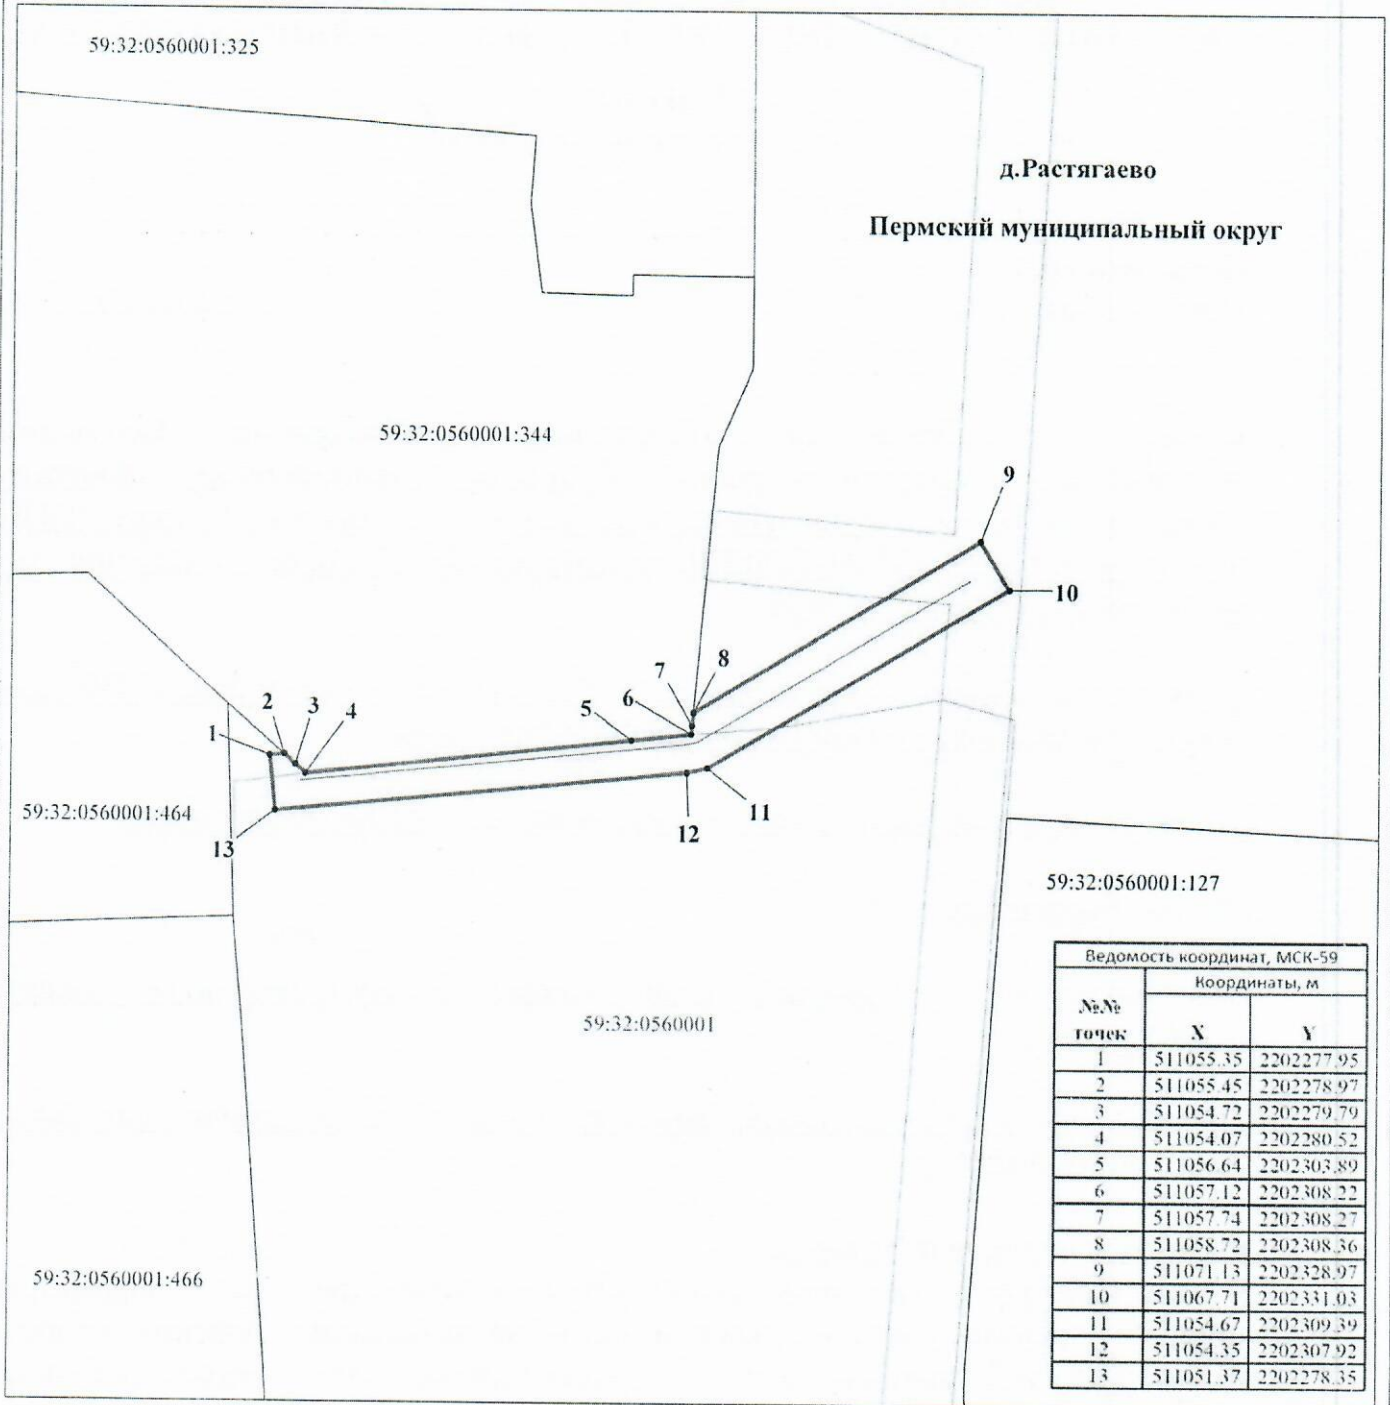 59:32:0560001:325
д.Растягаево
Пермский муниципальный округ
59:32:0560001:344
9
10
8
7
6
5
2
3
4
1
59:32:0560001:464
13
12
11
59:32:0560001:127
59:32:0560001
59:32:0560001:466
Ведомость координат, МСК-59
№№ точек Координаты, м
X Y
1 511055.35 2202277.95
2 511055.45 2202278.97
3 511054.72 2202279.79
4 511054.07 2202280.52
5 511056.64 2202303.89
6 511057.12 2202308.22
7 511057.74 2202308.27
8 511058.72 2202308.36
9 511071.13 2202328.97
10 511067.71 2202331.03
11 511054.67 2202309.39
12 511054.35 2202307.92
13 511051.37 2202278.35